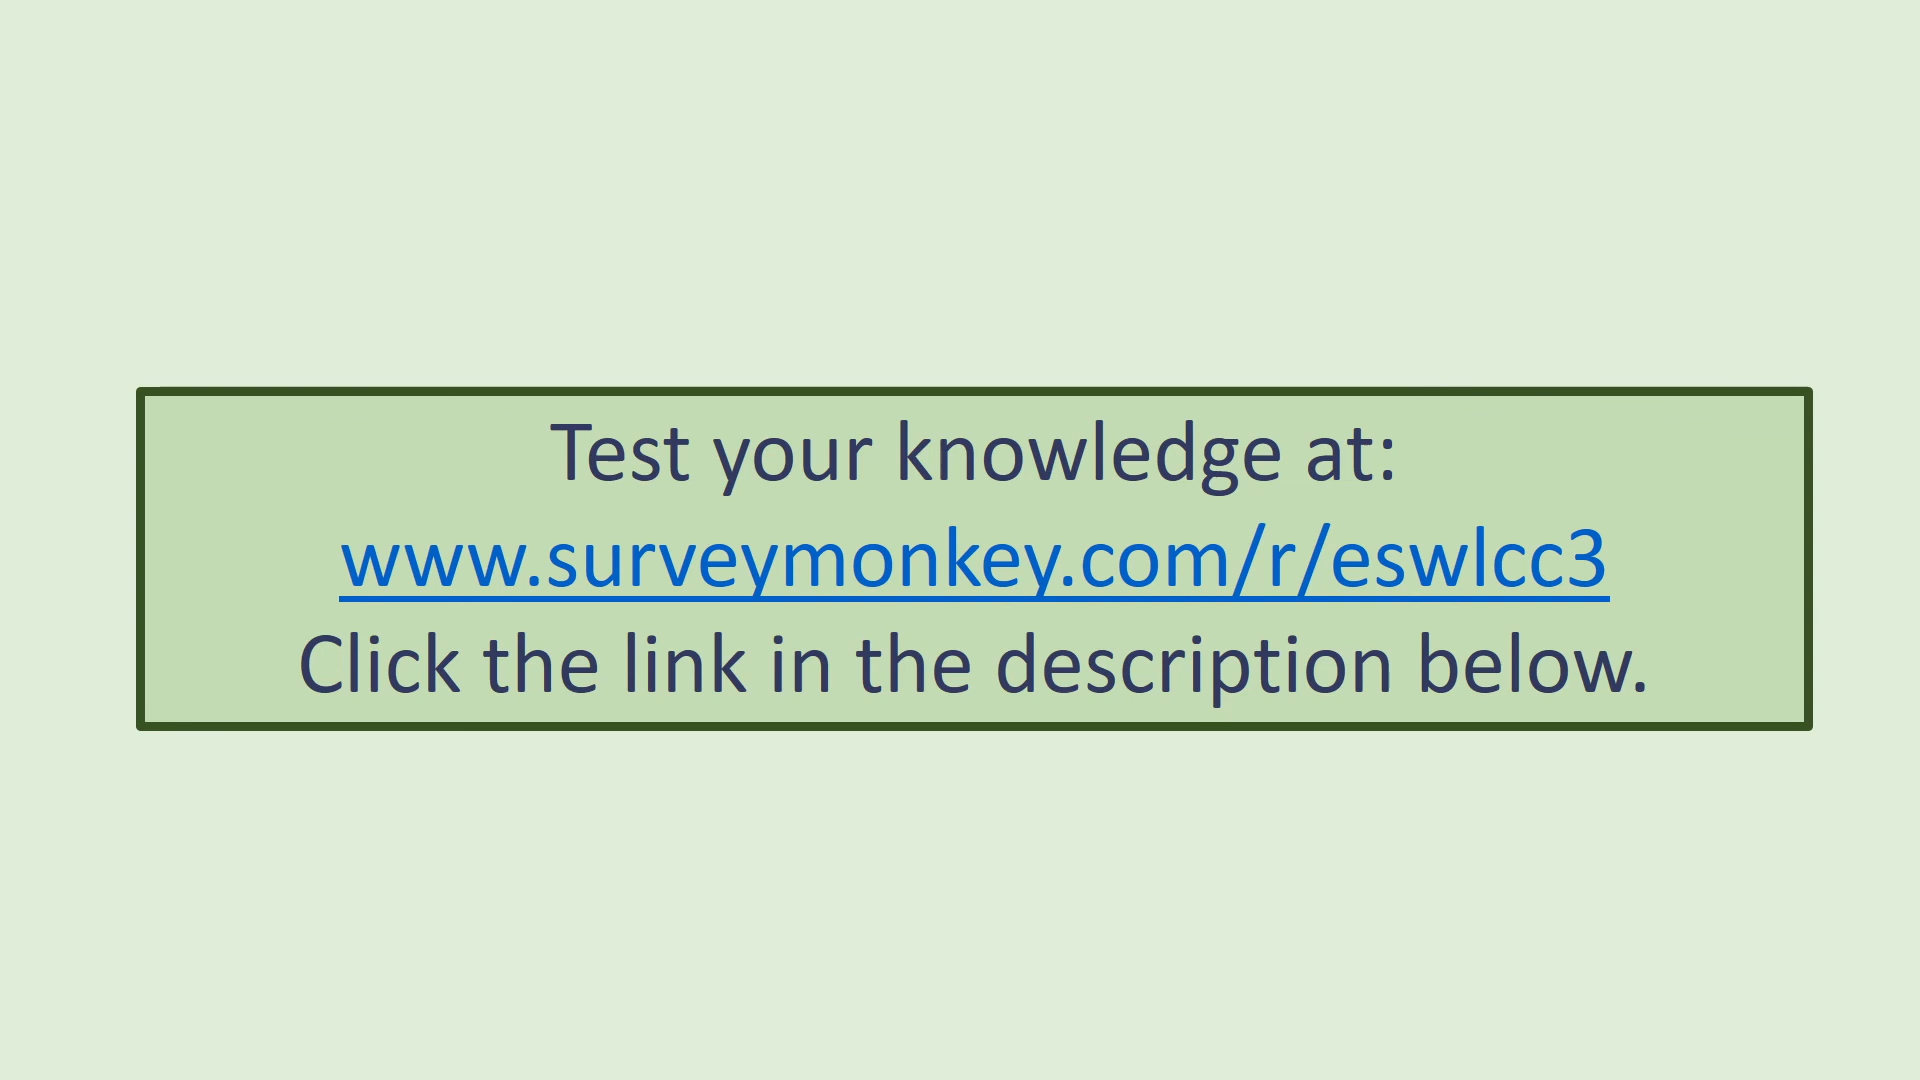 Test your knowledge at:
www.surveymonkey.com/r/eswlcc3
Click the link in the description below.